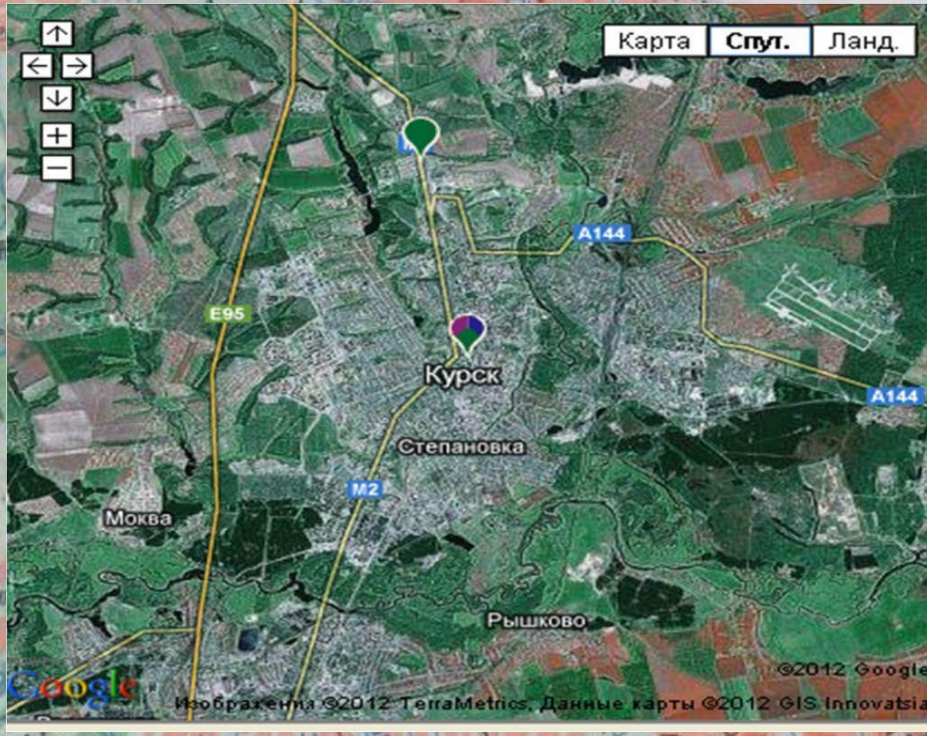 Карта Спут. Ланд.
A144
E95
A144
Курск
Степановка
M2
Моква
Рышково
©2012 Google
Google
Изображения ©2012 TerraMetrics, Данные карты ©2012 GIS Innovatsia